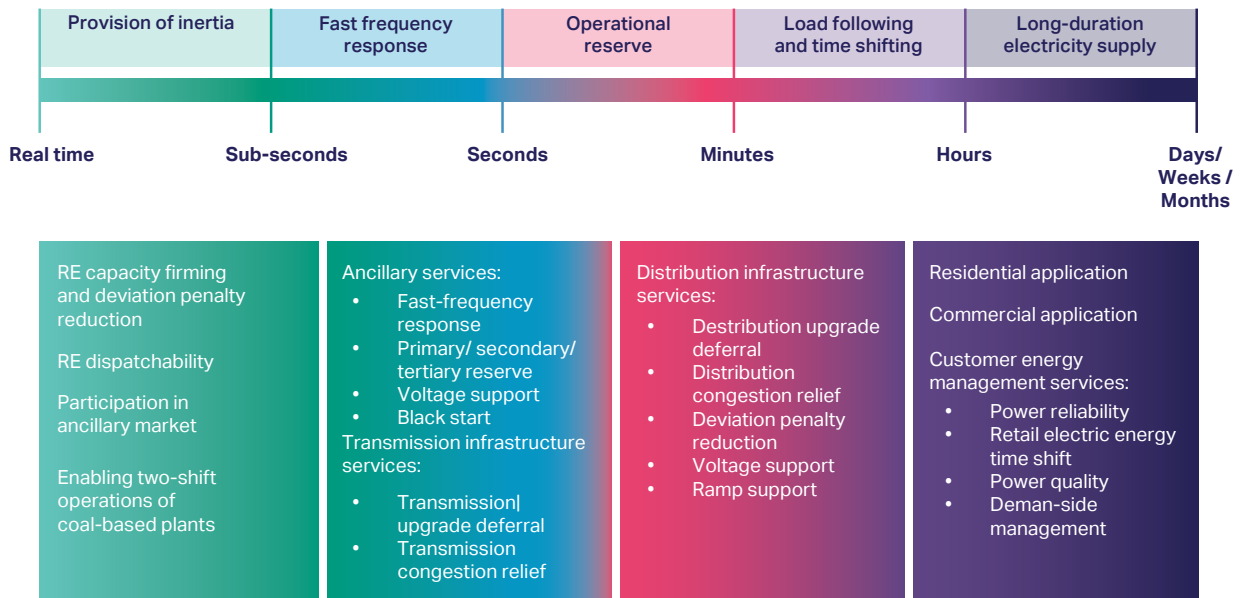 Provision of inertia
Fast frequency
response
Operational
reserve
Load following
and time shifting
Long-duration
electricity supply
Real time
Sub-seconds
Seconds
Minutes
Hours
Days/
Weeks /
Months
RE capacity firming
and deviation penalty
reduction
RE dispatchability
Participation in
ancillary market
Enabling two-shift
operations of
coal-based plants
Ancillary services:
• Fast-frequency
response
• Primary/ secondary/
tertiary reserve
• Voltage support
• Black start
Transmission infrastructure
services:
• Transmission|
upgrade deferral
• Transmission
congestion relief
Distribution infrastructure
services:
• Destribution upgrade
deferral
• Distribution
congestion relief
• Deviation penalty
reduction
• Voltage support
• Ramp support
Residential application
Commercial application
Customer energy
management services:
• Power reliability
• Retail electric energy
time shift
• Power quality
• Deman-side
management